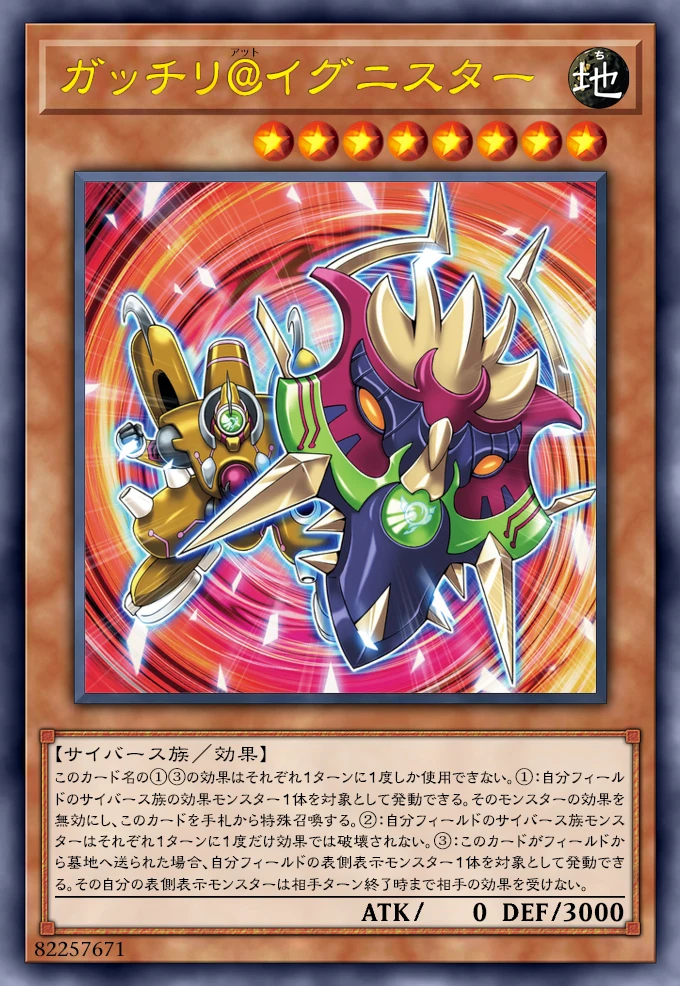 アット
ガッチリ@イグニスター
ち
地
【サイバース族／効果】
このカード名の①③の効果はそれぞれ1ターンに1度しか使用できない。①：自分フィール
ドのサイバース族の効果モンスター1体を対象として発動できる。そのモンスターの効果を
無効にし、このカードを手札から特殊召喚する。②：自分フィールドのサイバース族モンス
ターはそれぞれ1ターンに1度だけ効果では破壊されない。③：このカードがフィールドか
ら墓地へ送られた場合、自分フィールドの表側表示モンスター1体を対象として発動でき
る。その自分の表側表示モンスターは相手ターン終了時まで相手の効果を受けない。
ATK/ 0 DEF/3000
82257671